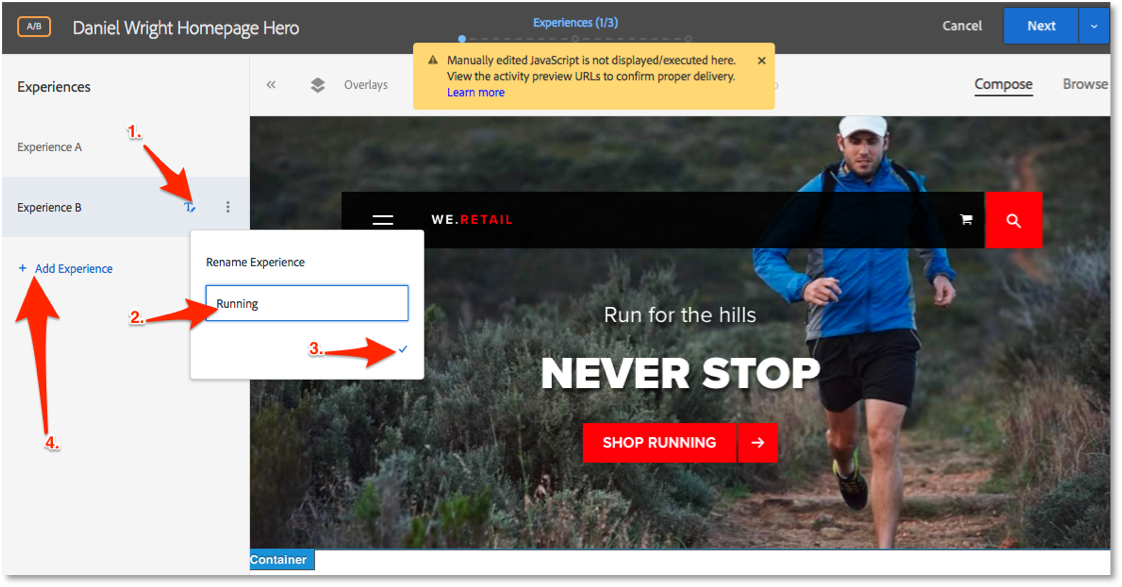 A/B
Daniel Wright Homepage Hero
Experiences (1/3)
Cancel
Next
Manually edited JavaScript is not displayed/executed here.
View the activity preview URLs to confirm proper delivery.
Learn more
Experiences
Overlays
Compose
Browse
1.
Experience A
Experience B
WE.RETAIL
Rename Experience
+ Add Experience
2.
Running
3.
4.
Run for the hills
NEVER STOP
SHOP RUNNING
Container